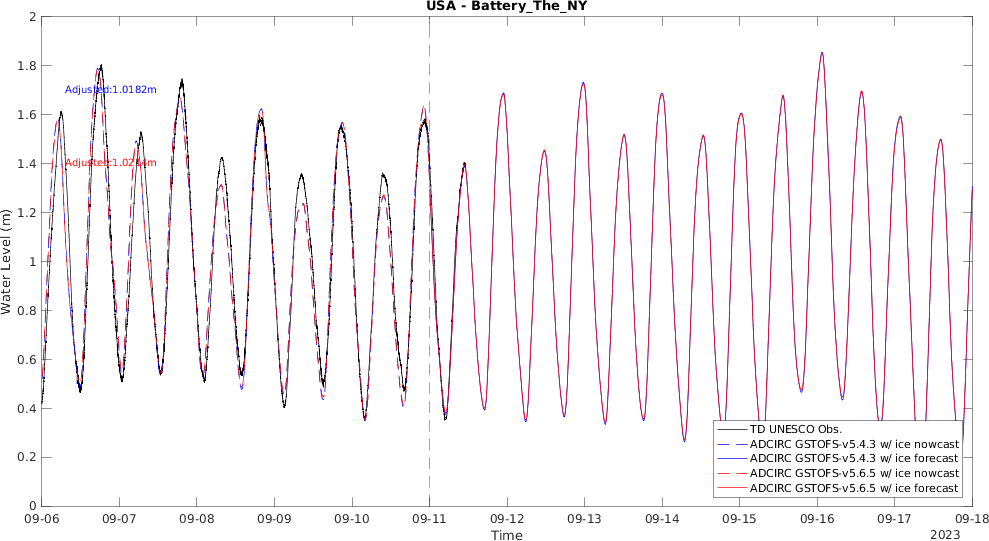 USA - Battery_The_NY
2
1.8
1.6
1.4
1.2
1
0.8
0.6
0.4
0.2
0
Water Level (m)
Adjusted:1.0182m
TD UNESCO Obs.
ADCIRC GSTOFS-v5.4.3 w/ ice nowcast
ADCIRC GSTOFS-v5.4.3 w/ ice forecast
ADCIRC GSTOFS-v5.6.5 w/ ice nowcast
ADCIRC GSTOFS-v5.6.5 w/ ice forecast
09-06 09-07 09-08 09-09 09-10 09-11 09-12 09-13 09-14 09-15 09-16 09-17 09-18
Time
2023